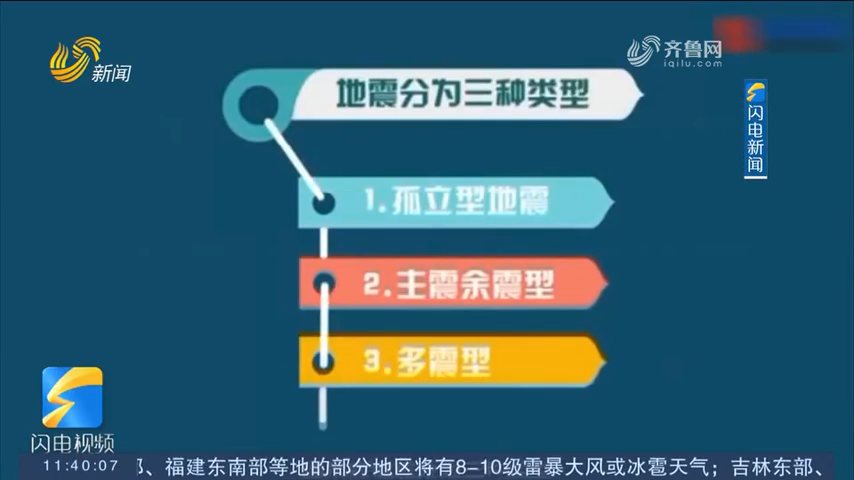 新闻
齐鲁网
iqilu.com
闪电新闻
地震分为三种类型
1.孤立型地震
2.主震余震型
3.多震型
闪电视频
11:40:07
部、福建东南部等地的部分地区将有8-10级雷暴大风或冰雹天气；吉林东部、